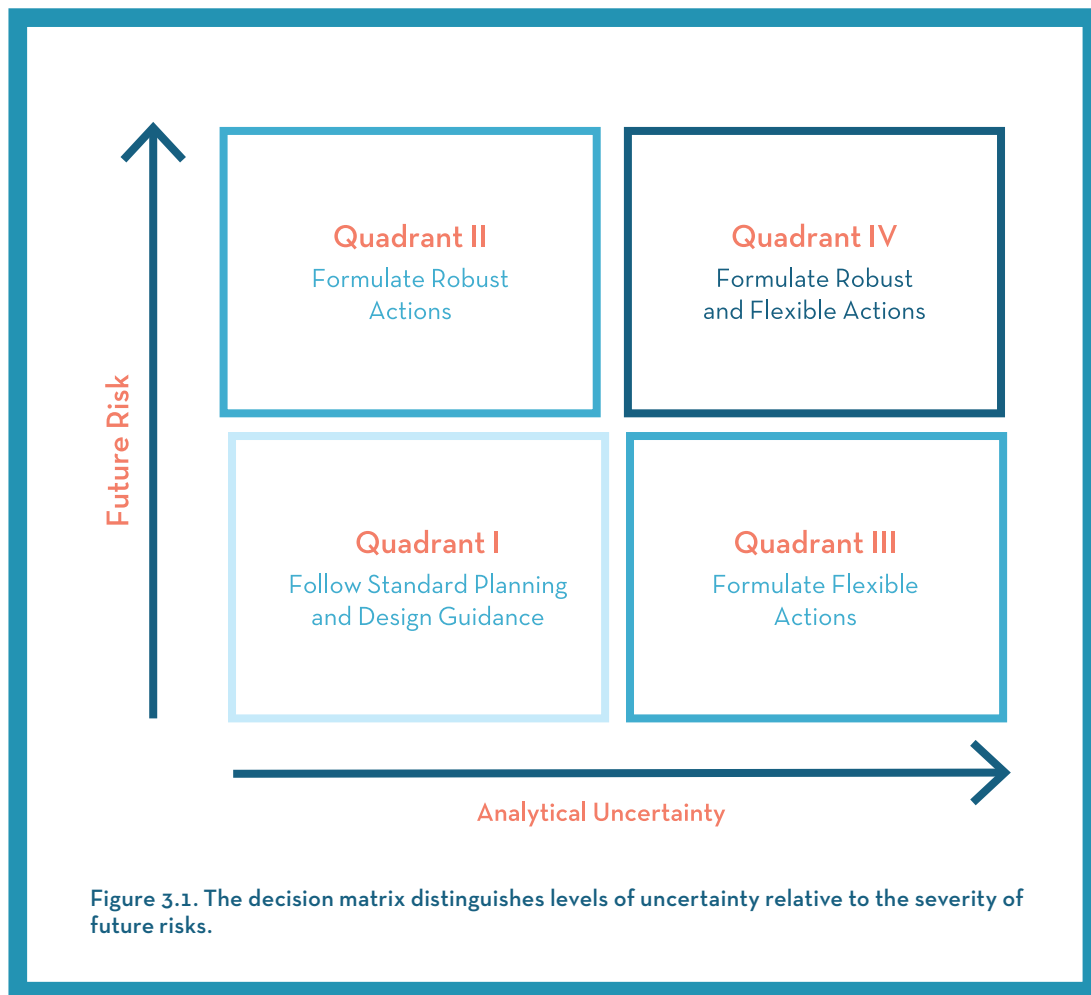 Quadrant II
Formulate Robust
Actions
Quadrant IV
Formulate Robust
and Flexible Actions
Future Risk
Quadrant I
Follow Standard Planning
and Design Guidance
Quadrant III
Formulate Flexible
Actions
Analytical Uncertainty
Figure 3.1. The decision matrix distinguishes levels of uncertainty relative to the severity of
future risks.